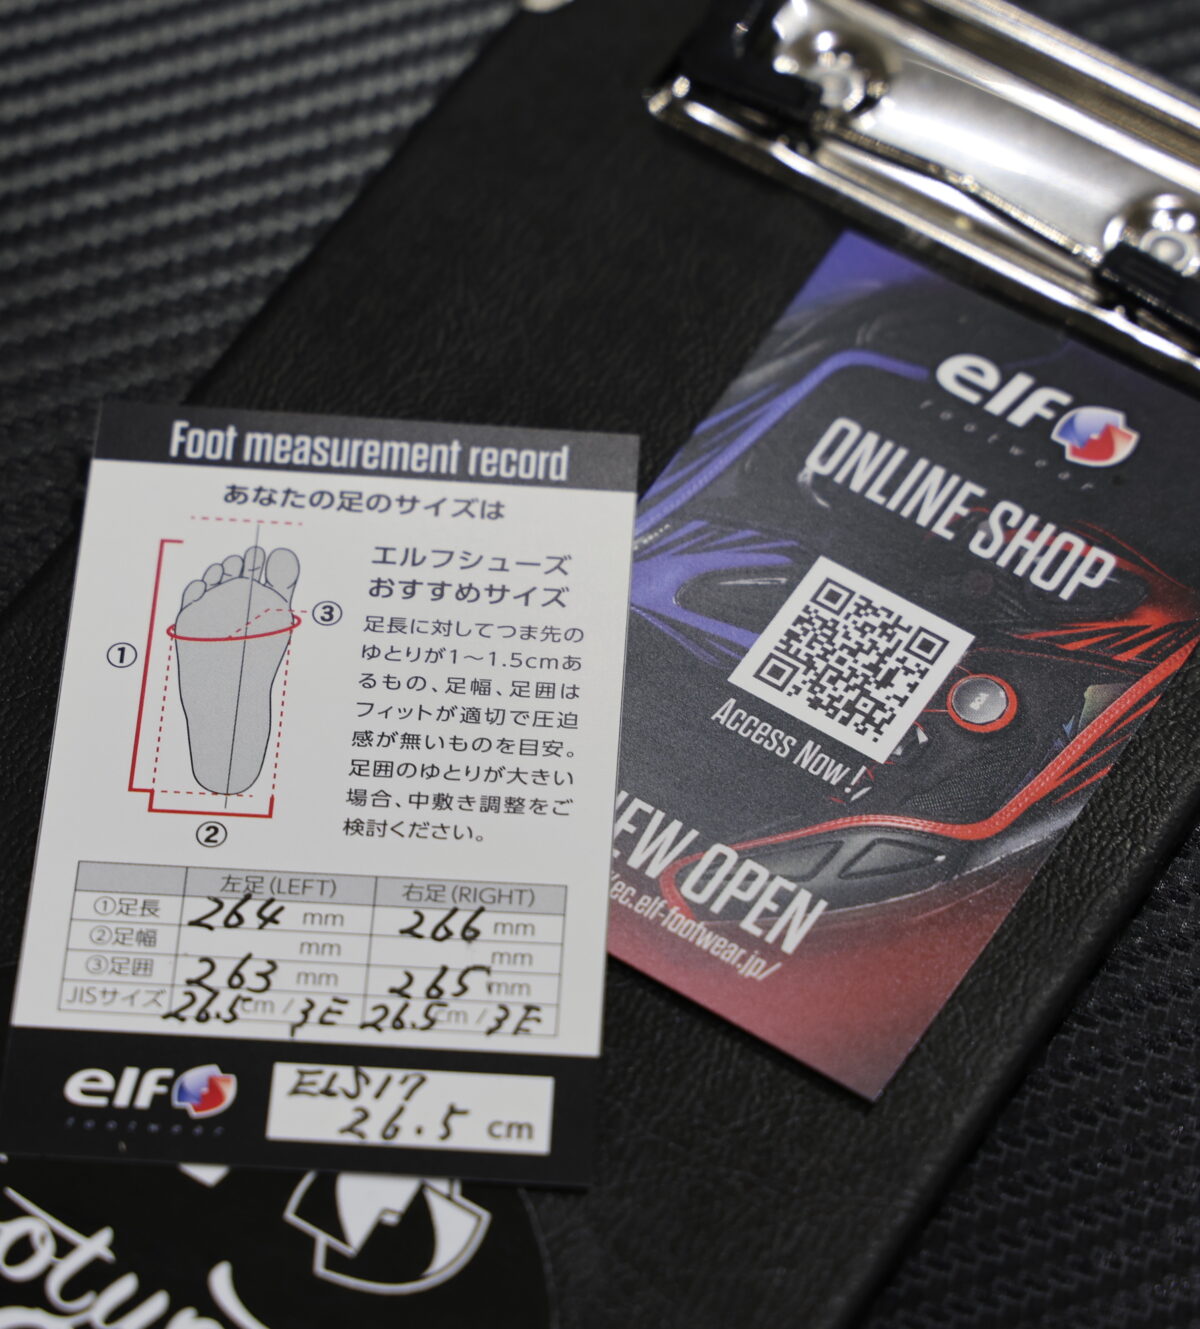 Foot measurement record
あなたの足のサイズは
エルフシューズ
おすすめサイズ
足長に対してつま先の
ゆとりが1～1.5cmあ
るもの、足幅、足囲は
フィットが適切で圧迫
感が無いものを目安。
足囲のゆとりが大きい
場合、中敷き調整をご
検討ください。
①
②
③
左足(LEFT) 右足(RIGHT)
①足長 264 mm 266 mm
②足幅 mm mm
③足囲 263 mm 265 mm
JISサイズ 26.5cm / 3E 26.5cm / 3E
elf
footwear
ELS17
26.5 cm
elf
footwear
ONLINE SHOP
Access Now!
NEW OPEN
/ec.elf-footwear.jp/